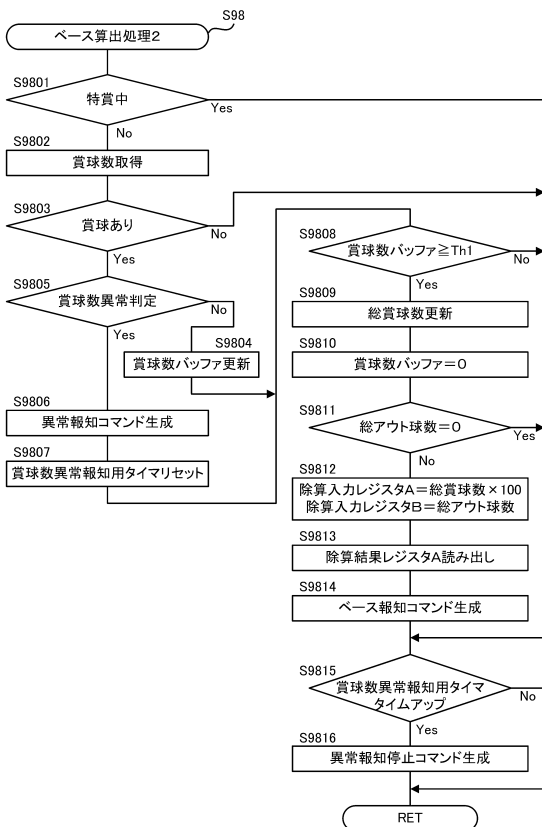 S98
ベース算出処理2
S9801
特賞中
Yes
No
S9802
賞球数取得
S9803
賞球あり
No
Yes
S9805
賞球数異常判定
No
Yes
S9804
賞球数バッファ更新
S9806
異常報知コマンド生成
S9807
賞球数異常報知用タイマリセット
S9808
賞球数バッファ≧Th1
No
Yes
S9809
総賞球数更新
S9810
賞球数バッファ=0
S9811
総アウト球数=0
Yes
No
S9812
除算入力レジスタA=総賞球数×100
除算入力レジスタB=総アウト球数
S9813
除算結果レジスタA読み出し
S9814
ベース報知コマンド生成
S9815
賞球数異常報知用タイマ
タイムアップ
No
Yes
S9816
異常報知停止コマンド生成
RET